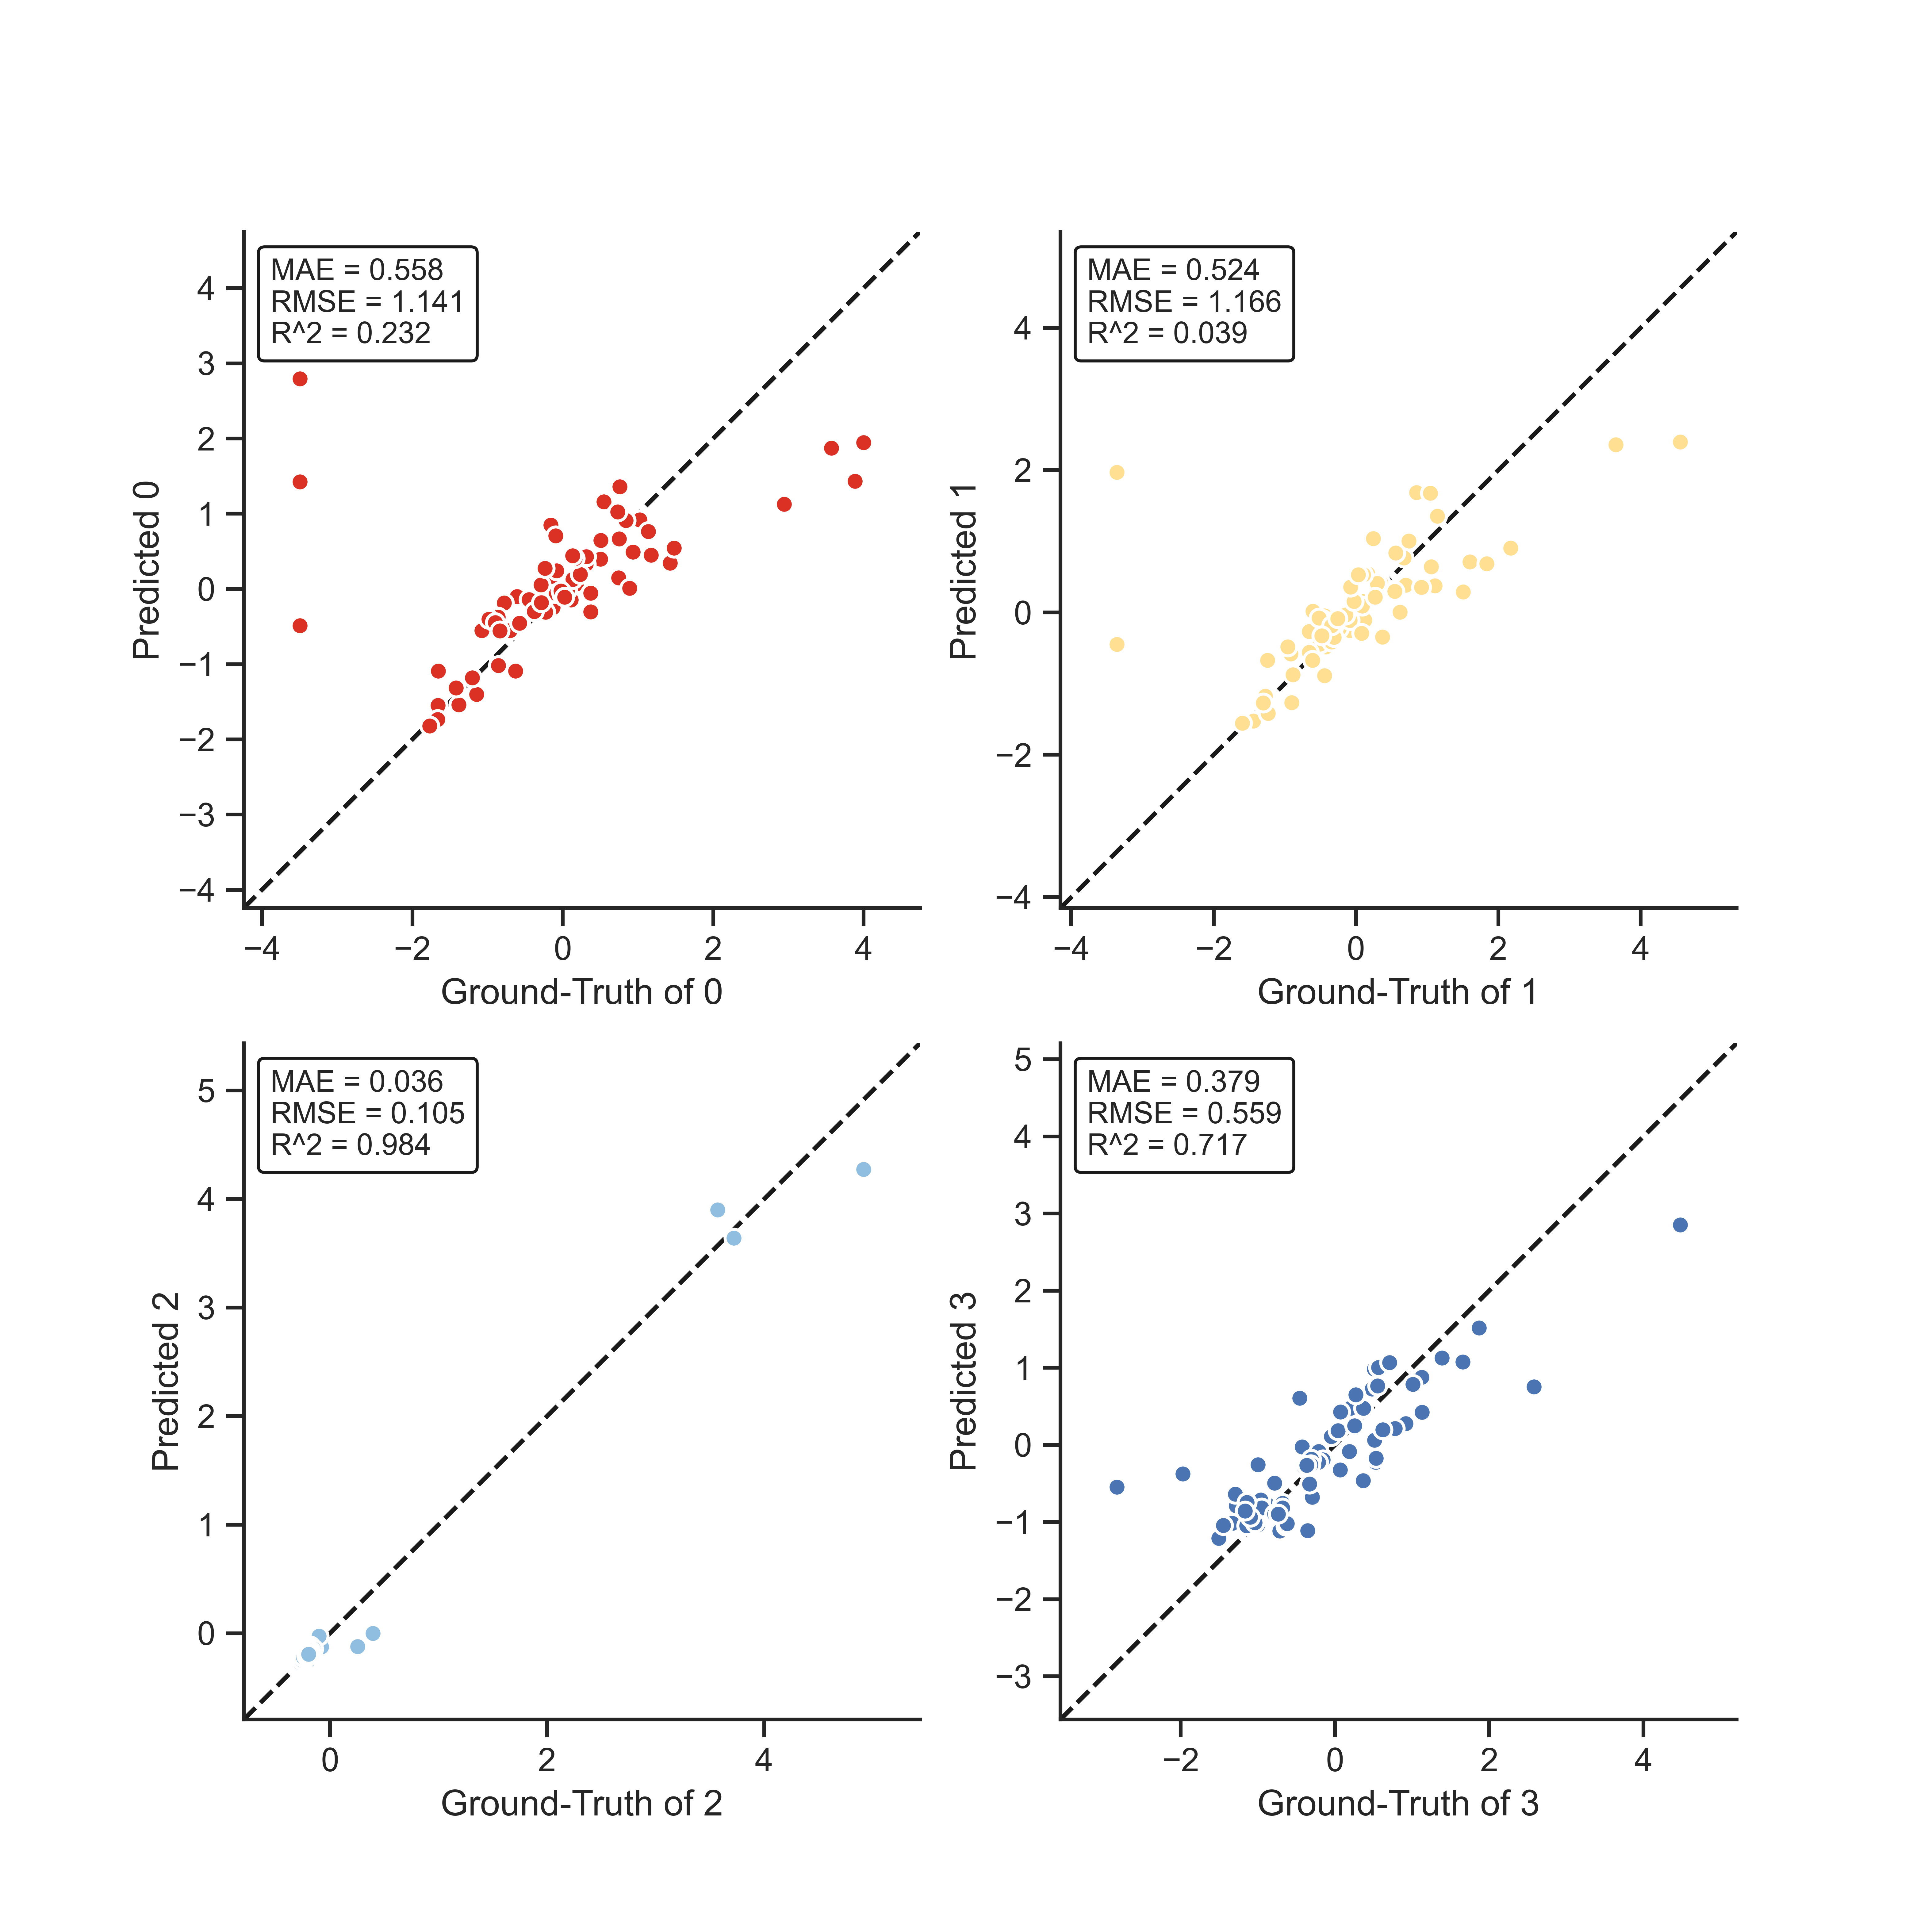 MAE = 0.558
RMSE = 1.141
R^2 = 0.232
4
3
2
1
0
−1
−2
−3
−4
Predicted 0
−4 −2 0 2 4
Ground-Truth of 0
MAE = 0.524
RMSE = 1.166
R^2 = 0.039
4
2
0
−2
−4
Predicted 1
−4 −2 0 2 4
Ground-Truth of 1
MAE = 0.036
RMSE = 0.105
R^2 = 0.984
5
4
3
2
1
0
Predicted 2
0 2 4
Ground-Truth of 2
MAE = 0.379
RMSE = 0.559
R^2 = 0.717
5
4
3
2
1
0
−1
−2
−3
Predicted 3
−2 0 2 4
Ground-Truth of 3